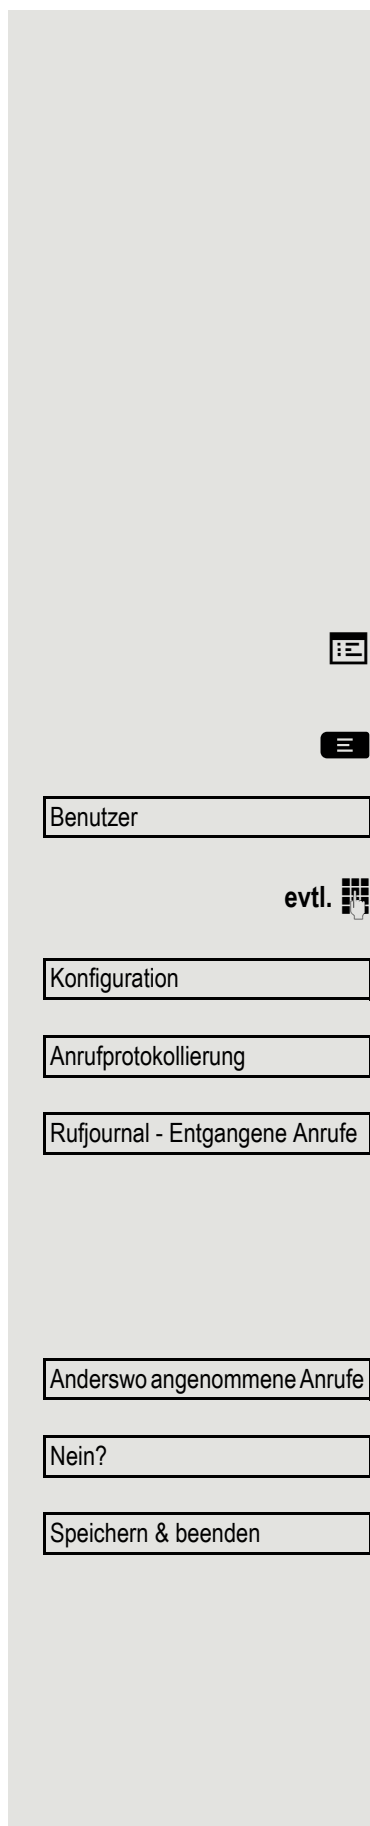 Benutzer
evtl.
Konfiguration
Anrufprotokollierung
Rufjournal - Entgangene Anrufe
Anderswo angenommene Anrufe
Nein?
Speichern & beenden